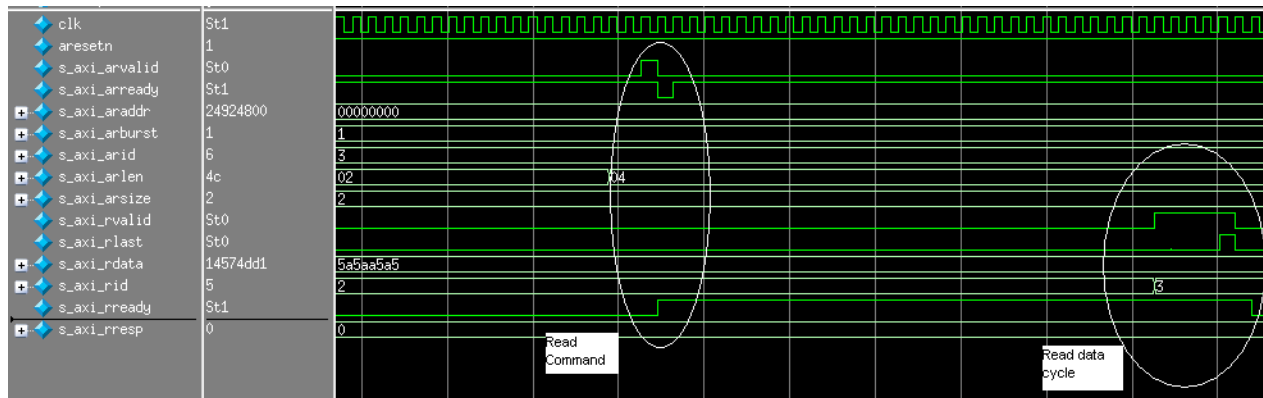 clk St1
aresetn 1
s_axi_arvalid St0
s_axi_arready St1
s_axi_araddr 24924800 00000000
s_axi_arburst 1 1
s_axi_arid 6 3
s_axi_arlen 4c 02 04
s_axi_arsize 2 2
s_axi_rvalid St0
s_axi_rlast St0
s_axi_rdata 14574dd1 5a5aa5a5
s_axi_rid 5 2 3
s_axi_rready St1
s_axi_rresp 0 0
Read
Command
Read data
cycle